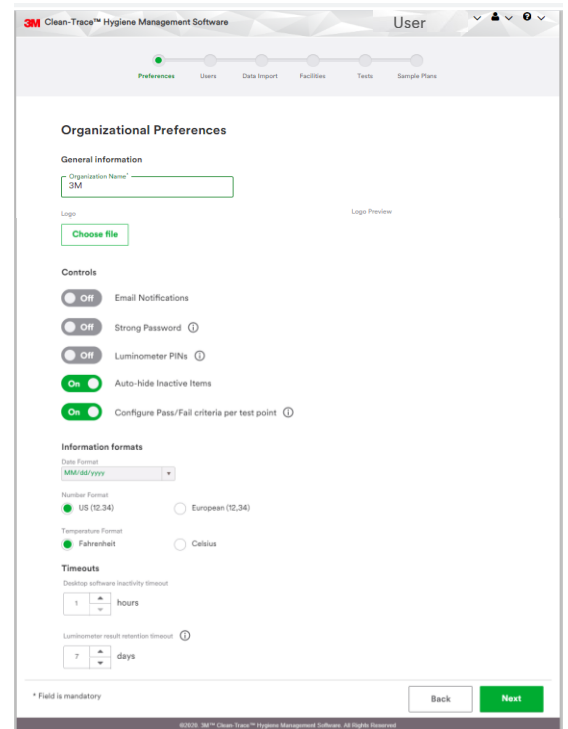 3M Clean-Trace™ Hygiene Management Software User
Preferences Users Data Import Facilities Tests Sample Plans
Organizational Preferences
General information
Organization Name*
3M
Logo Logo Preview
Choose file
Controls
Off Email Notifications
Off Strong Password
Off Luminometer PINs
On Auto-hide Inactive Items
On Configure Pass/Fail criteria per test point
Information formats
Date Format
MM/dd/yyyy
Number Format
US (12.34) European (12,34)
Temperature Format
Fahrenheit Celsius
Timeouts
Desktop software inactivity timeout
1 hours
Luminometer result retention timeout
7 days
* Field is mandatory Back Next
©2020. 3M™ Clean-Trace™ Hygiene Management Software. All Rights Reserved